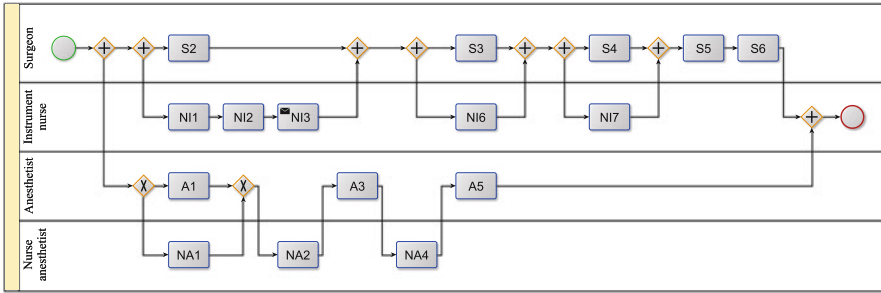 Surgeon
S2
S3
S4
S5
S6
Instrument
nurse
NI1
NI2
NI3
NI6
NI7
Anesthetist
A1
A3
A5
Nurse
anesthetist
NA1
NA2
NA4